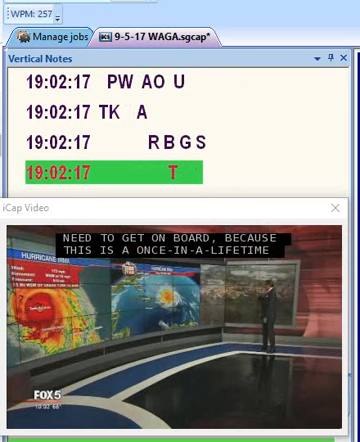 WPM: 257
Manage jobs
9-5-17 WAGA.sgcap*
Vertical Notes
19:02:17 PW AO U
19:02:17 TK A
19:02:17 R B G S
19:02:17 T
iCap Video
NEED TO GET ON BOARD, BECAUSE
THIS IS A ONCE-IN-A-LIFETIME
HURRICANE IRMA
FOX 5